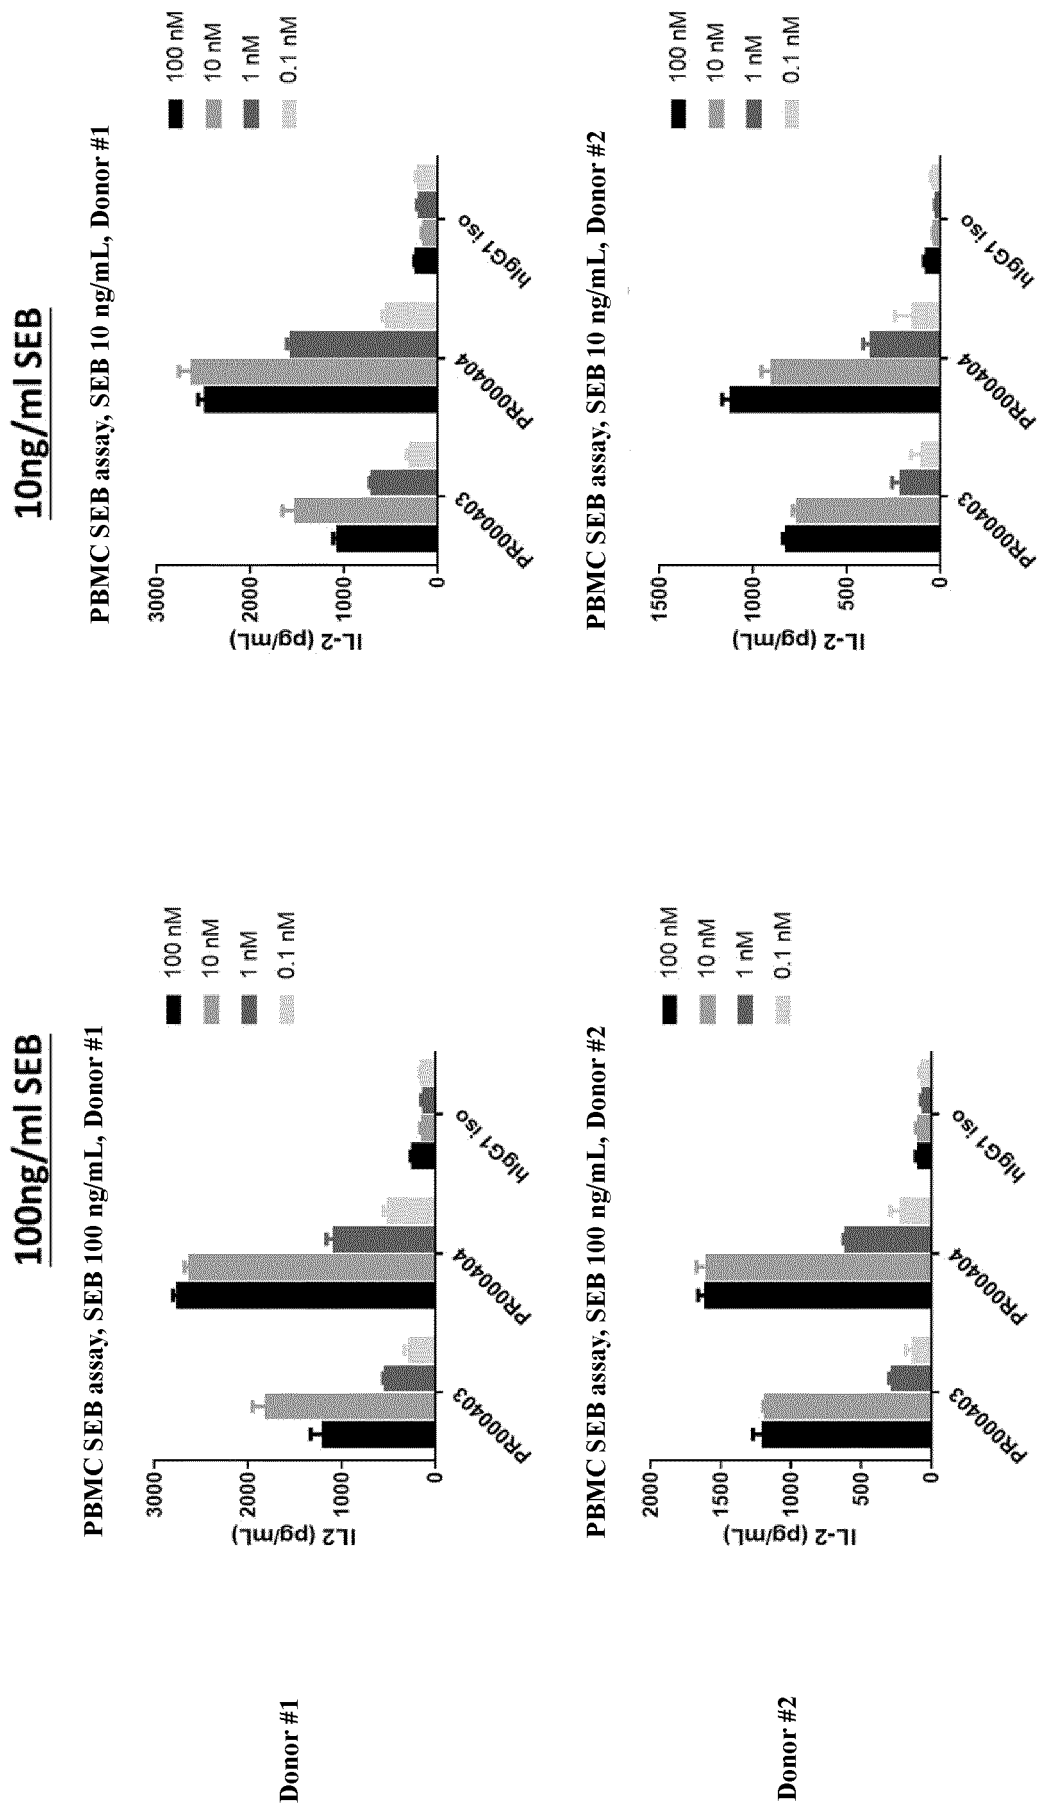 100ng/ml SEB
10ng/ml SEB
Donor #1
PBMC SEB assay, SEB 100 ng/mL, Donor #1
IL2 (pg/mL)
3000
2000
1000
0
PR000403
PR000404
hIgG1 iso
100 nM
10 nM
1 nM
0.1 nM
PBMC SEB assay, SEB 10 ng/mL, Donor #1
IL-2 (pg/mL)
3000
2000
1000
0
PR000403
PR000404
hIgG1 iso
100 nM
10 nM
1 nM
0.1 nM
Donor #2
PBMC SEB assay, SEB 100 ng/mL, Donor #2
IL-2 (pg/mL)
2000
1500
1000
500
0
PR000403
PR000404
hIgG1 iso
100 nM
10 nM
1 nM
0.1 nM
PBMC SEB assay, SEB 10 ng/mL, Donor #2
IL-2 (pg/mL)
1500
1000
500
0
PR000403
PR000404
hIgG1 iso
100 nM
10 nM
1 nM
0.1 nM